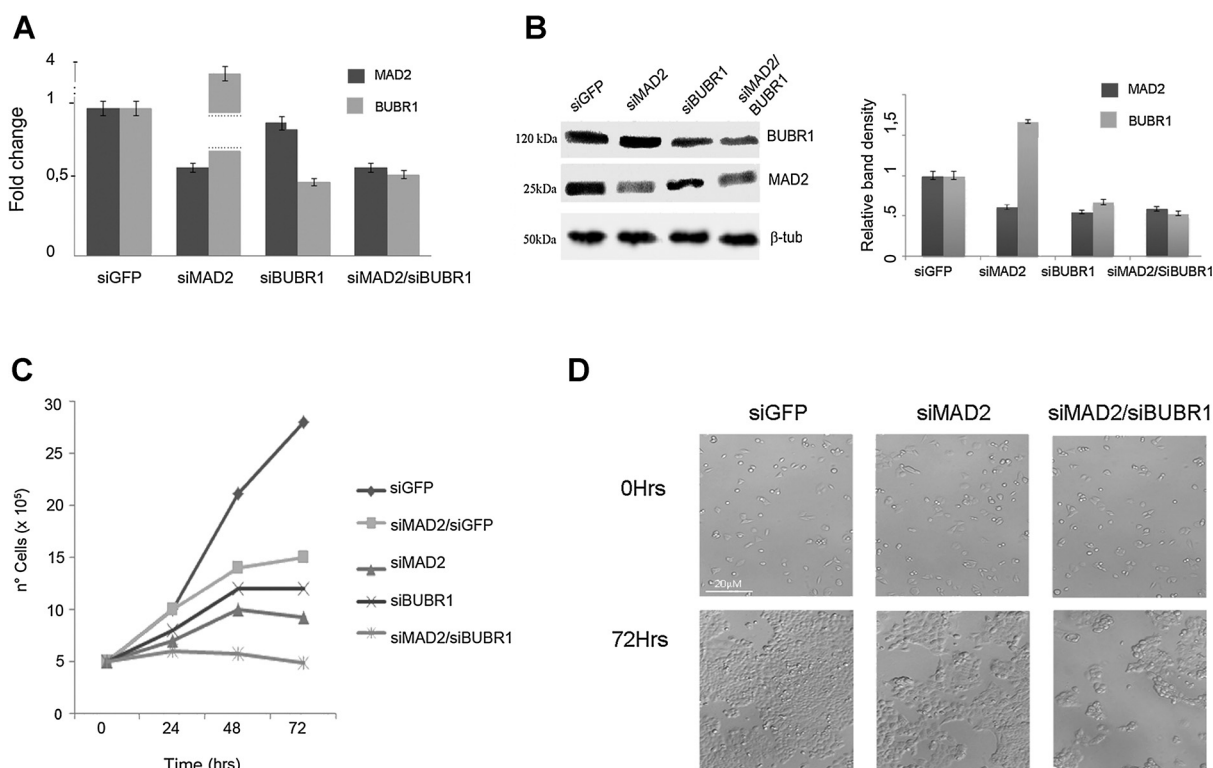 A
4
1
0,5
0
Fold change
MAD2
BUBR1
siGFP siMAD2 siBUBR1 siMAD2/siBUBR1
B
siGFP siMAD2 siBUBR1 siMAD2/
BUBR1
120 kDa BUBR1
25kDa MAD2
50kDa β-tub
Relative band density
1,5
1
.5
0
MAD2
BUBR1
siGFP siMAD2 siBUBR1 siMAD2/SiBUBR1
C
30
25
20
15
10
5
0
n° Cells (x 10⁵)
0 24 48 72
Time (hrs)
siGFP
siMAD2/siGFP
siMAD2
siBUBR1
siMAD2/siBUBR1
D
siGFP siMAD2 siMAD2/siBUBR1
0Hrs
20µM
72Hrs